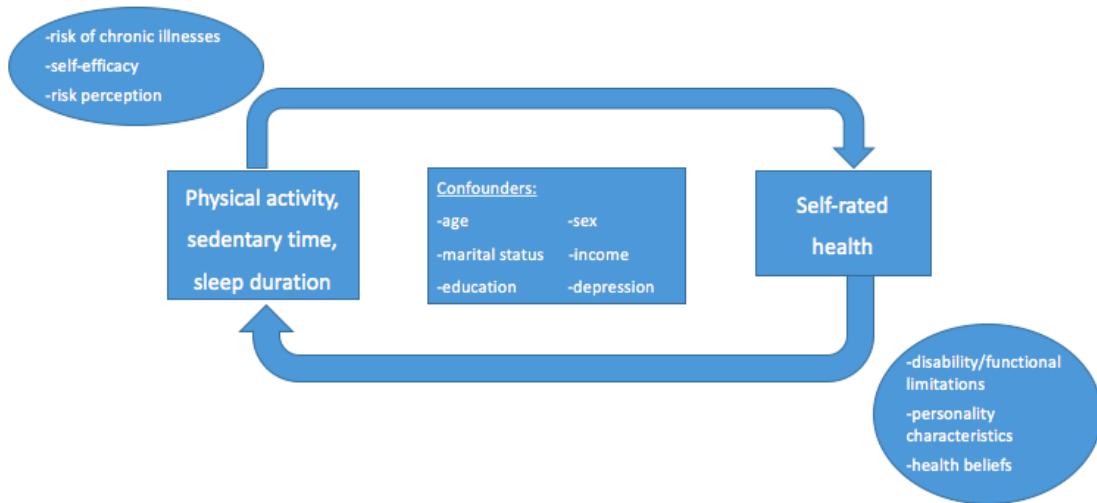 -risk of chronic illnesses
-self-efficacy
-risk perception
Physical activity,
sedentary time,
sleep duration
Confounders:
-age -sex
-marital status -income
-education -depression
Self-rated
health
-disability/functional
limitations
-personality
characteristics
-health beliefs